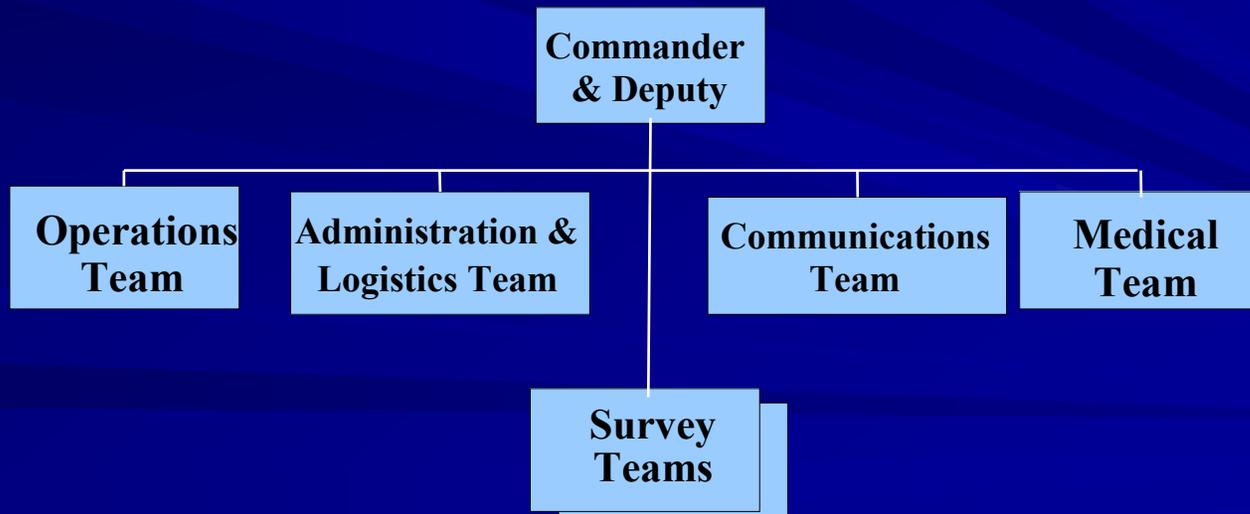 Commander
& Deputy
Operations
Team
Administration &
Logistics Team
Communications
Team
Medical
Team
Survey
Teams